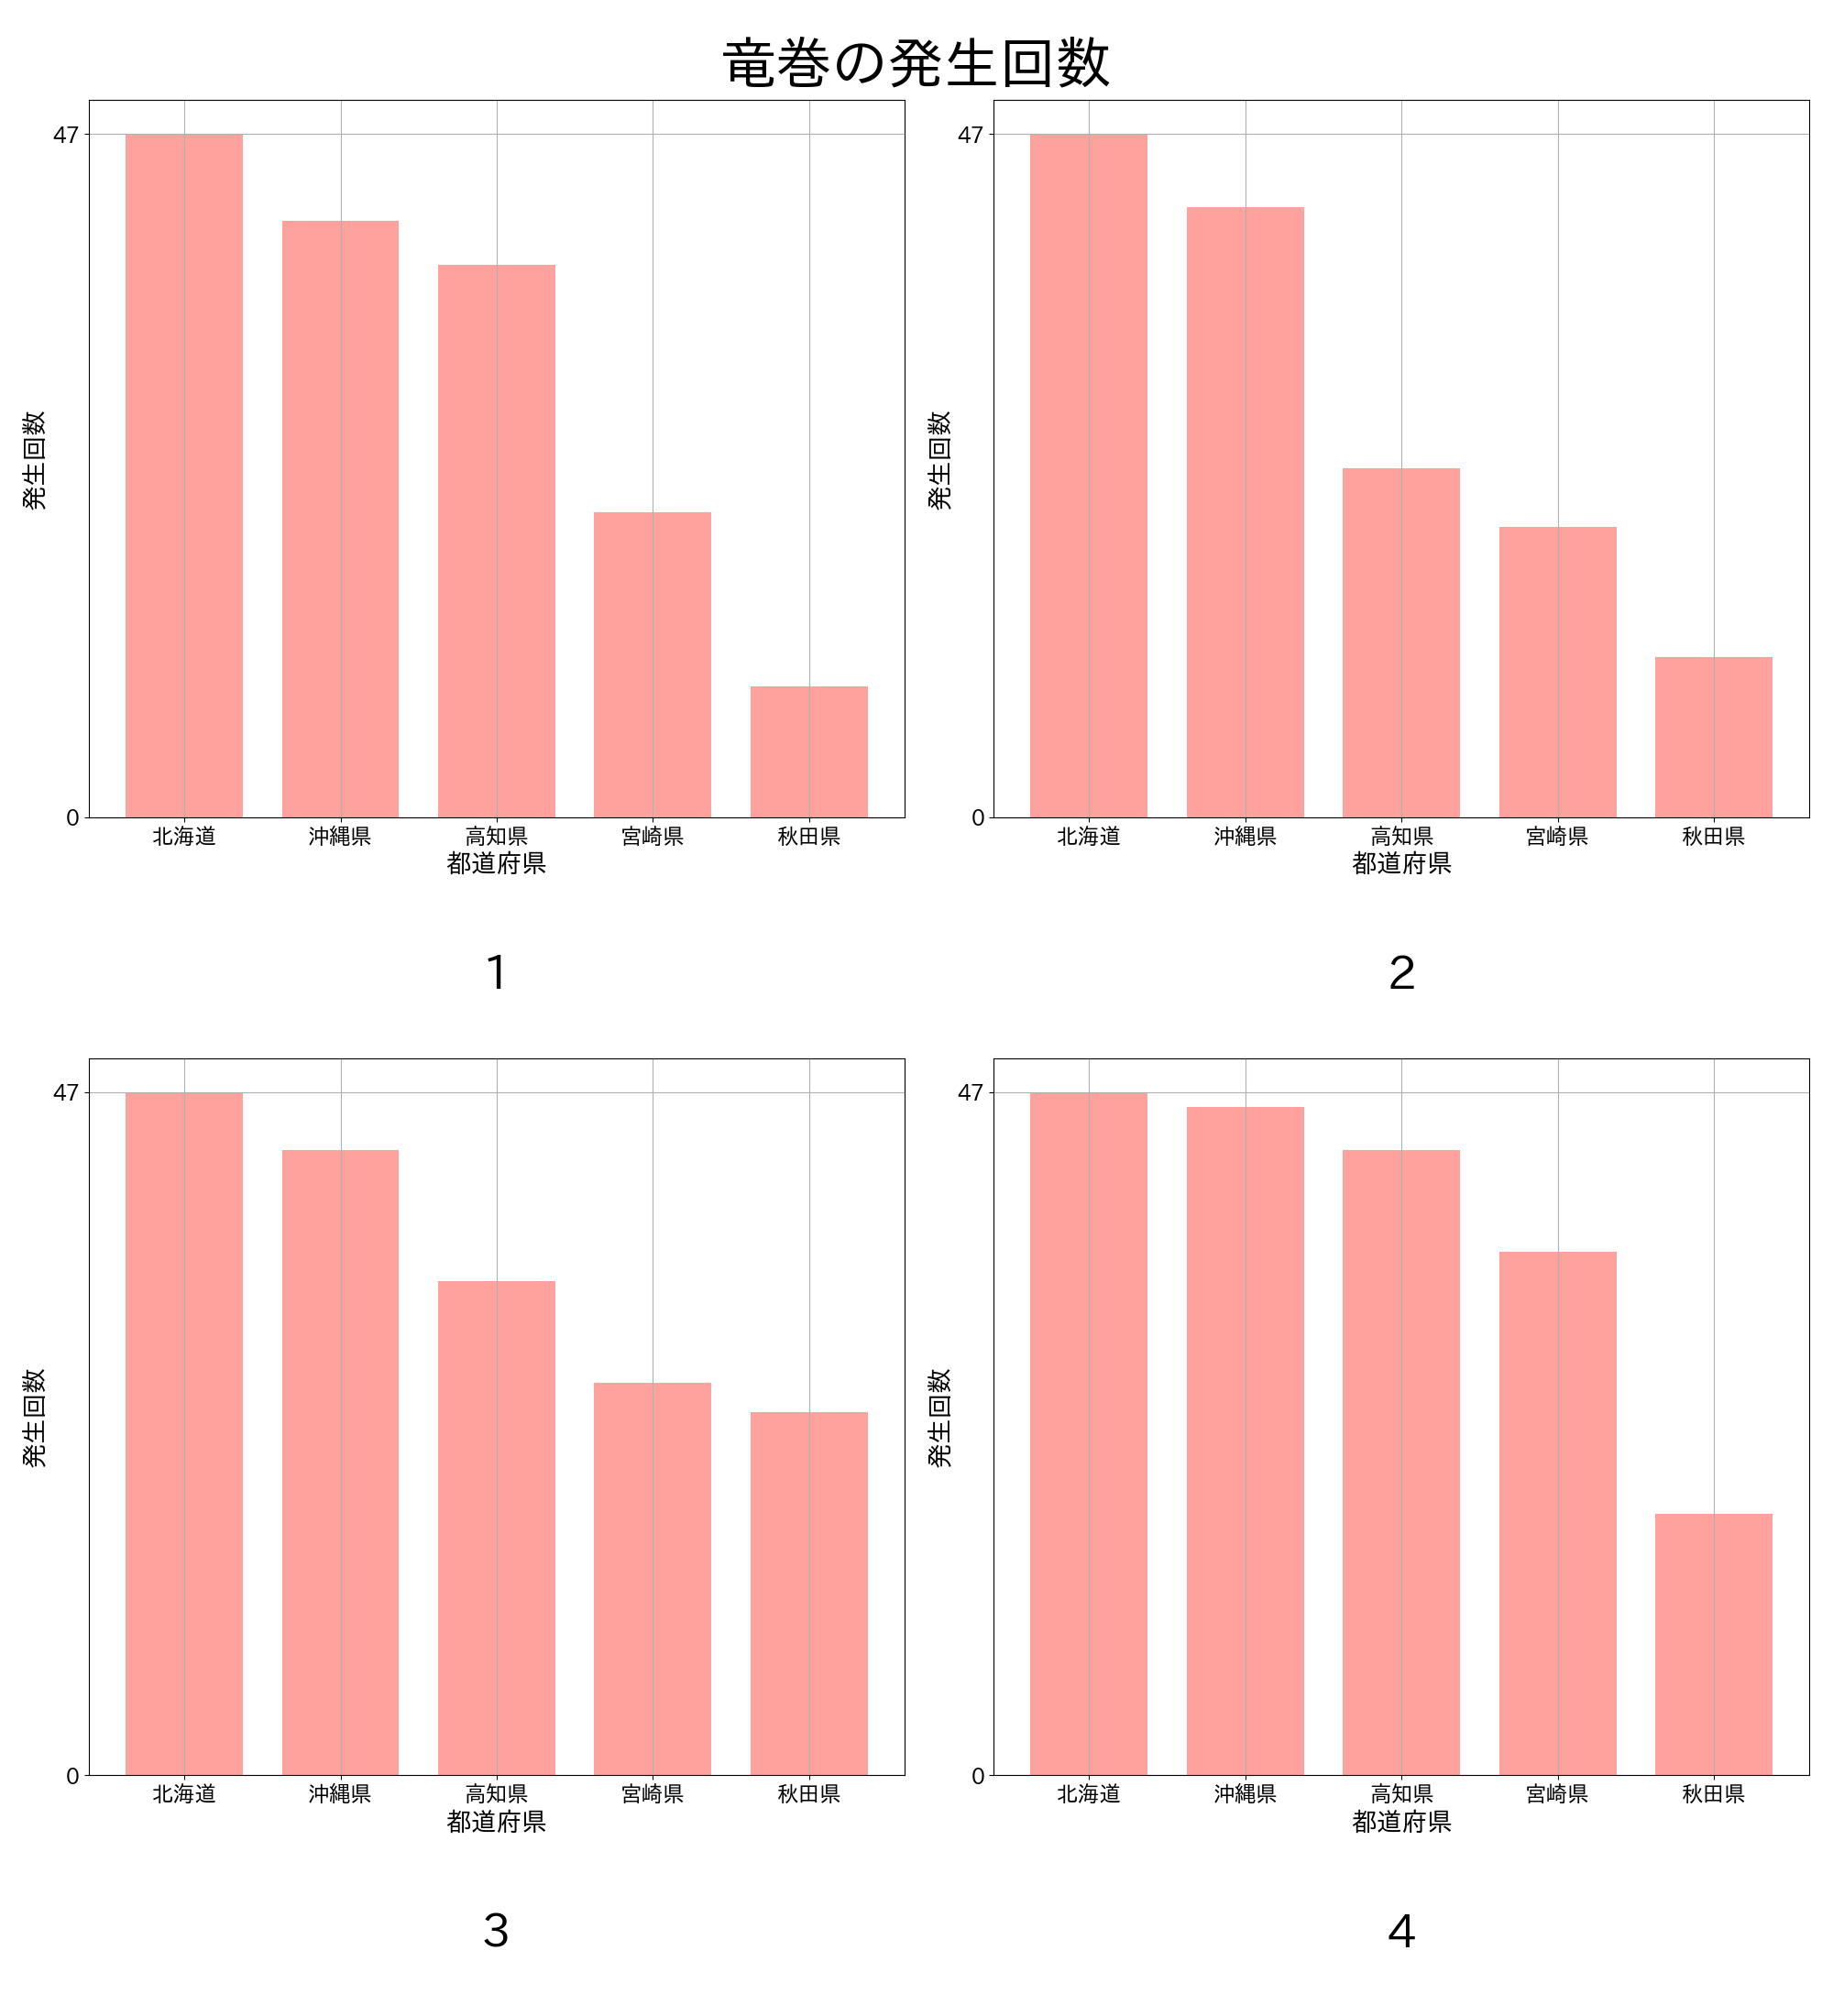 竜巻の発生回数
47
0
発生回数
北海道 沖縄県 高知県 宮崎県 秋田県
都道府県
1
47
0
発生回数
北海道 沖縄県 高知県 宮崎県 秋田県
都道府県
2
47
0
発生回数
北海道 沖縄県 高知県 宮崎県 秋田県
都道府県
3
47
0
発生回数
北海道 沖縄県 高知県 宮崎県 秋田県
都道府県
4